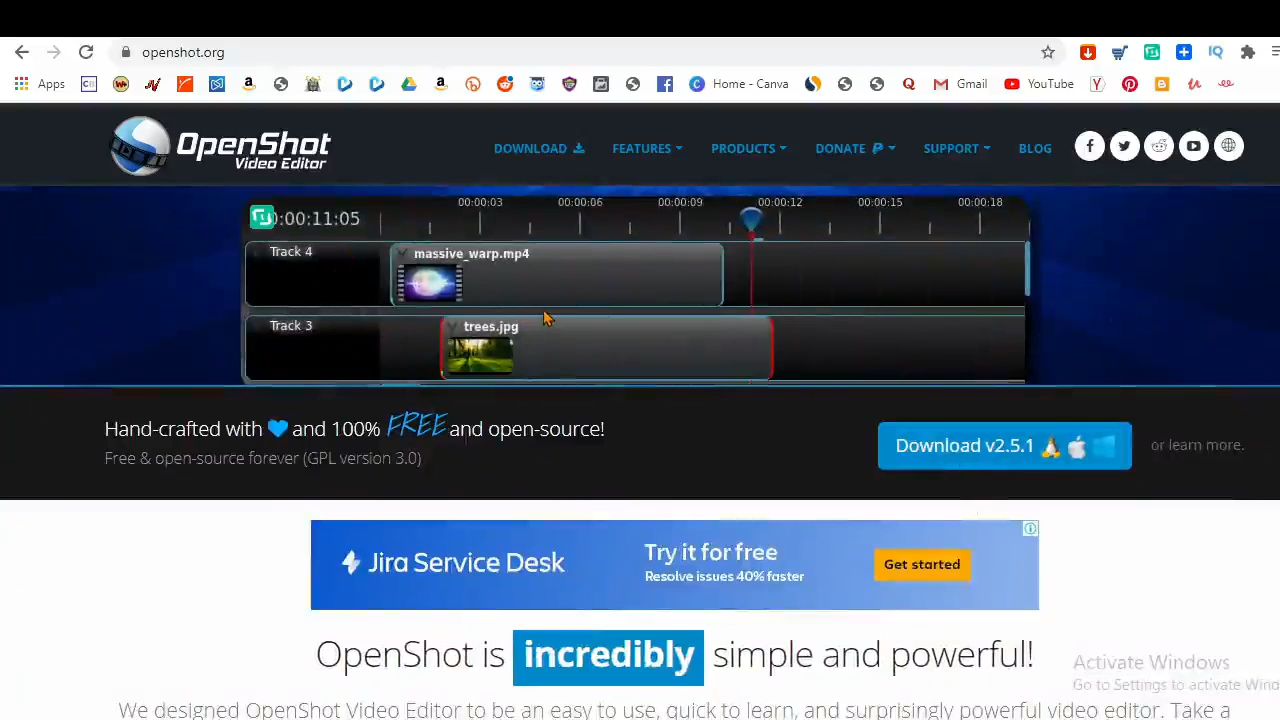 openshot.org
Apps
Home - Canva
Gmail
YouTube
OpenShot
Video Editor
DOWNLOAD
FEATURES
PRODUCTS
DONATE
SUPPORT
BLOG
:00:11:05
00:00:03
00:00:06
00:00:09
00:00:12
00:00:15
00:00:18
Track 4
massive_warp.mp4
Track 3
trees.jpg
Hand-crafted with and 100% FREE and open-source!
Free & open-source forever (GPL version 3.0)
Download v2.5.1
or learn more.
Jira Service Desk
Try it for free
Resolve issues 40% faster
Get started
OpenShot is incredibly simple and powerful!
Activate Windows
Go to Settings to activate Wind
We designed OpenShot Video Editor to be an easy to use, quick to learn, and surprisingly powerful video editor. Take a